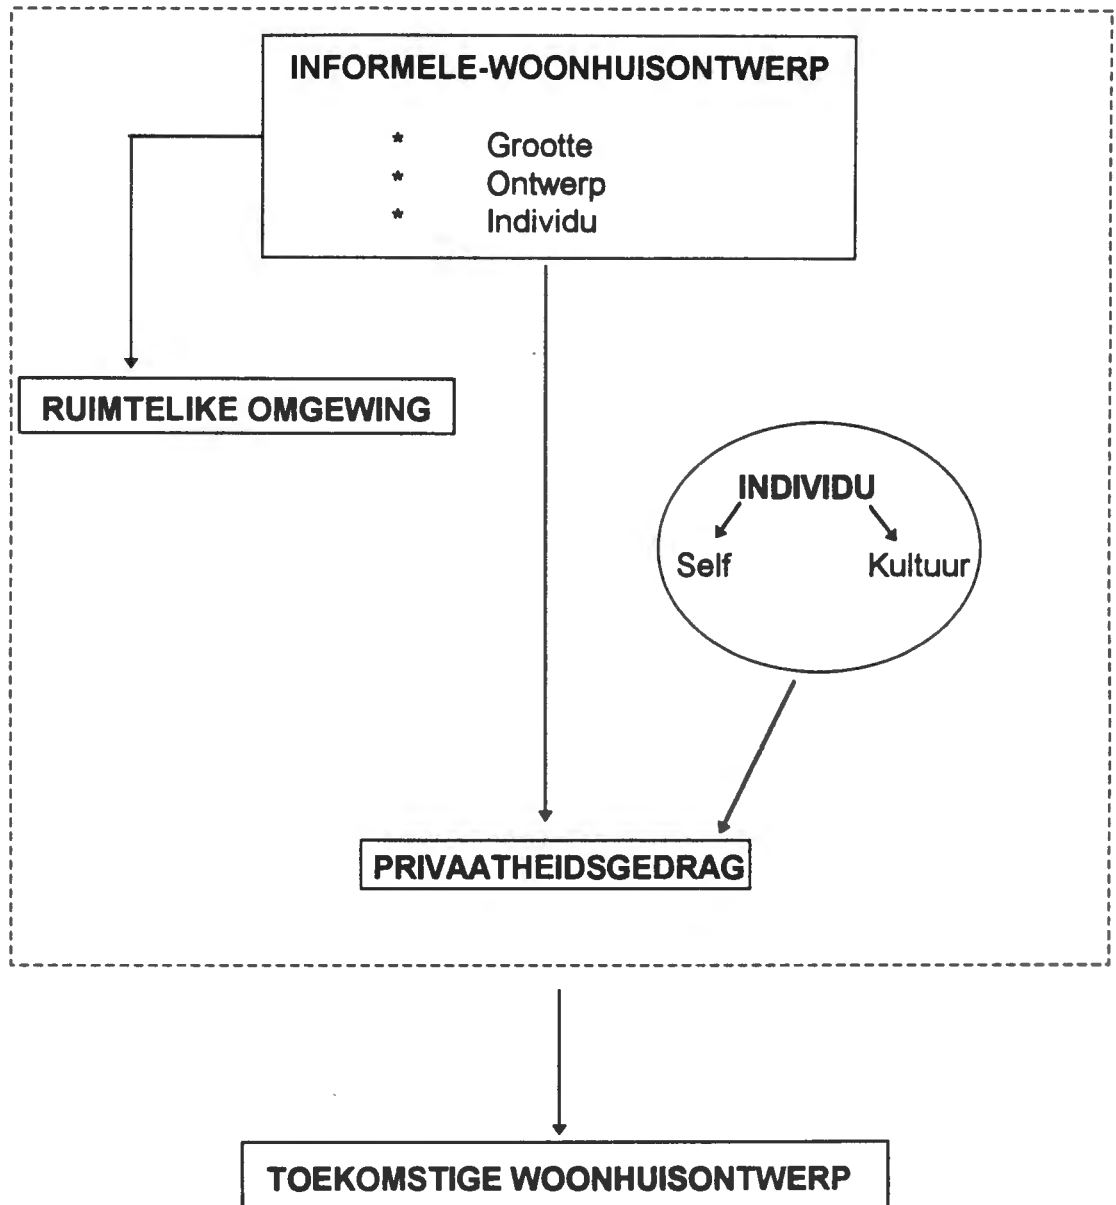 INFORMELE-WOONHUISONTWERP
* Grootte
* Ontwerp
* Individu
RUIMTELIKE OMGEWING
INDIVIDU
Self Kultuur
PRIVAATHEIDSGEDRAG
TOEKOMSTIGE WOONHUISONTWERP